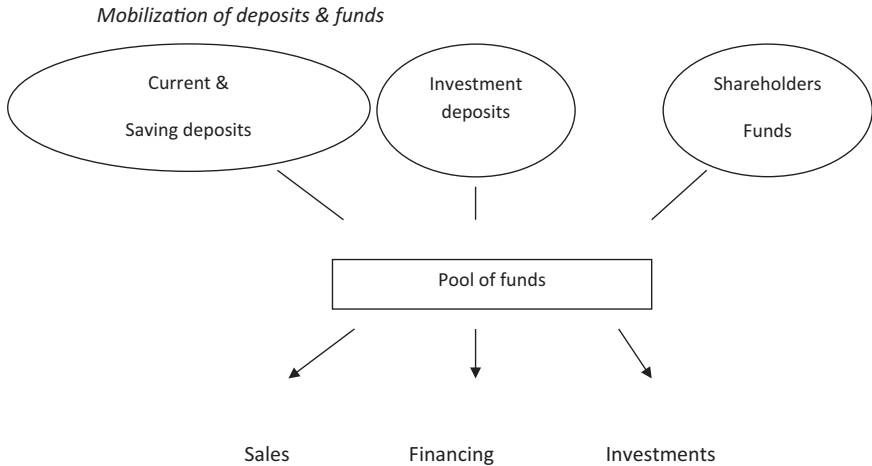 Mobilization of deposits & funds
Current &
Saving deposits
Investment
deposits
Shareholders
Funds
Pool of funds
Sales
Financing
Investments